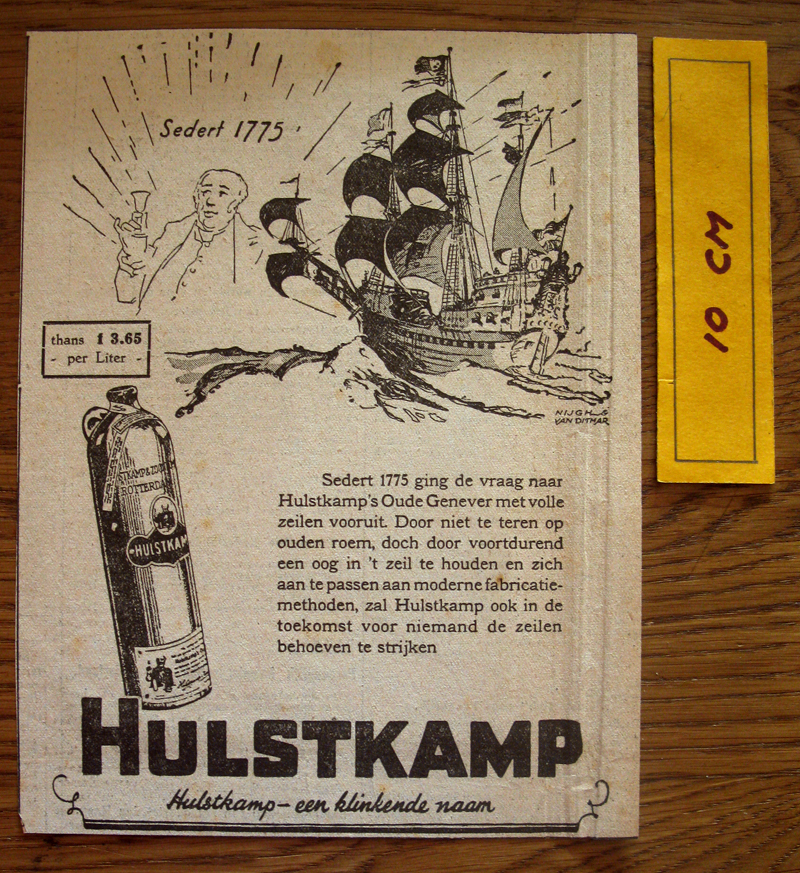 Sedert 1775
10 CM
thans f 3.65
- per Liter -
NIJGH &
VAN DITMAR
STKAMP & ZOON
ROTTERDAM
HULSTKAM
Sedert 1775 ging de vraag naar
Hulstkamp's Oude Genever met volle
zeilen vooruit. Door niet te teren op
ouden roem, doch door voortdurend
een oog in 't zeil te houden en zich
aan te passen aan moderne fabricatie-
methoden, zal Hulstkamp ook in de
toekomst voor niemand de zeilen
behoeven te strijken
HULSTKAMP
Hulstkamp – een klinkende naam